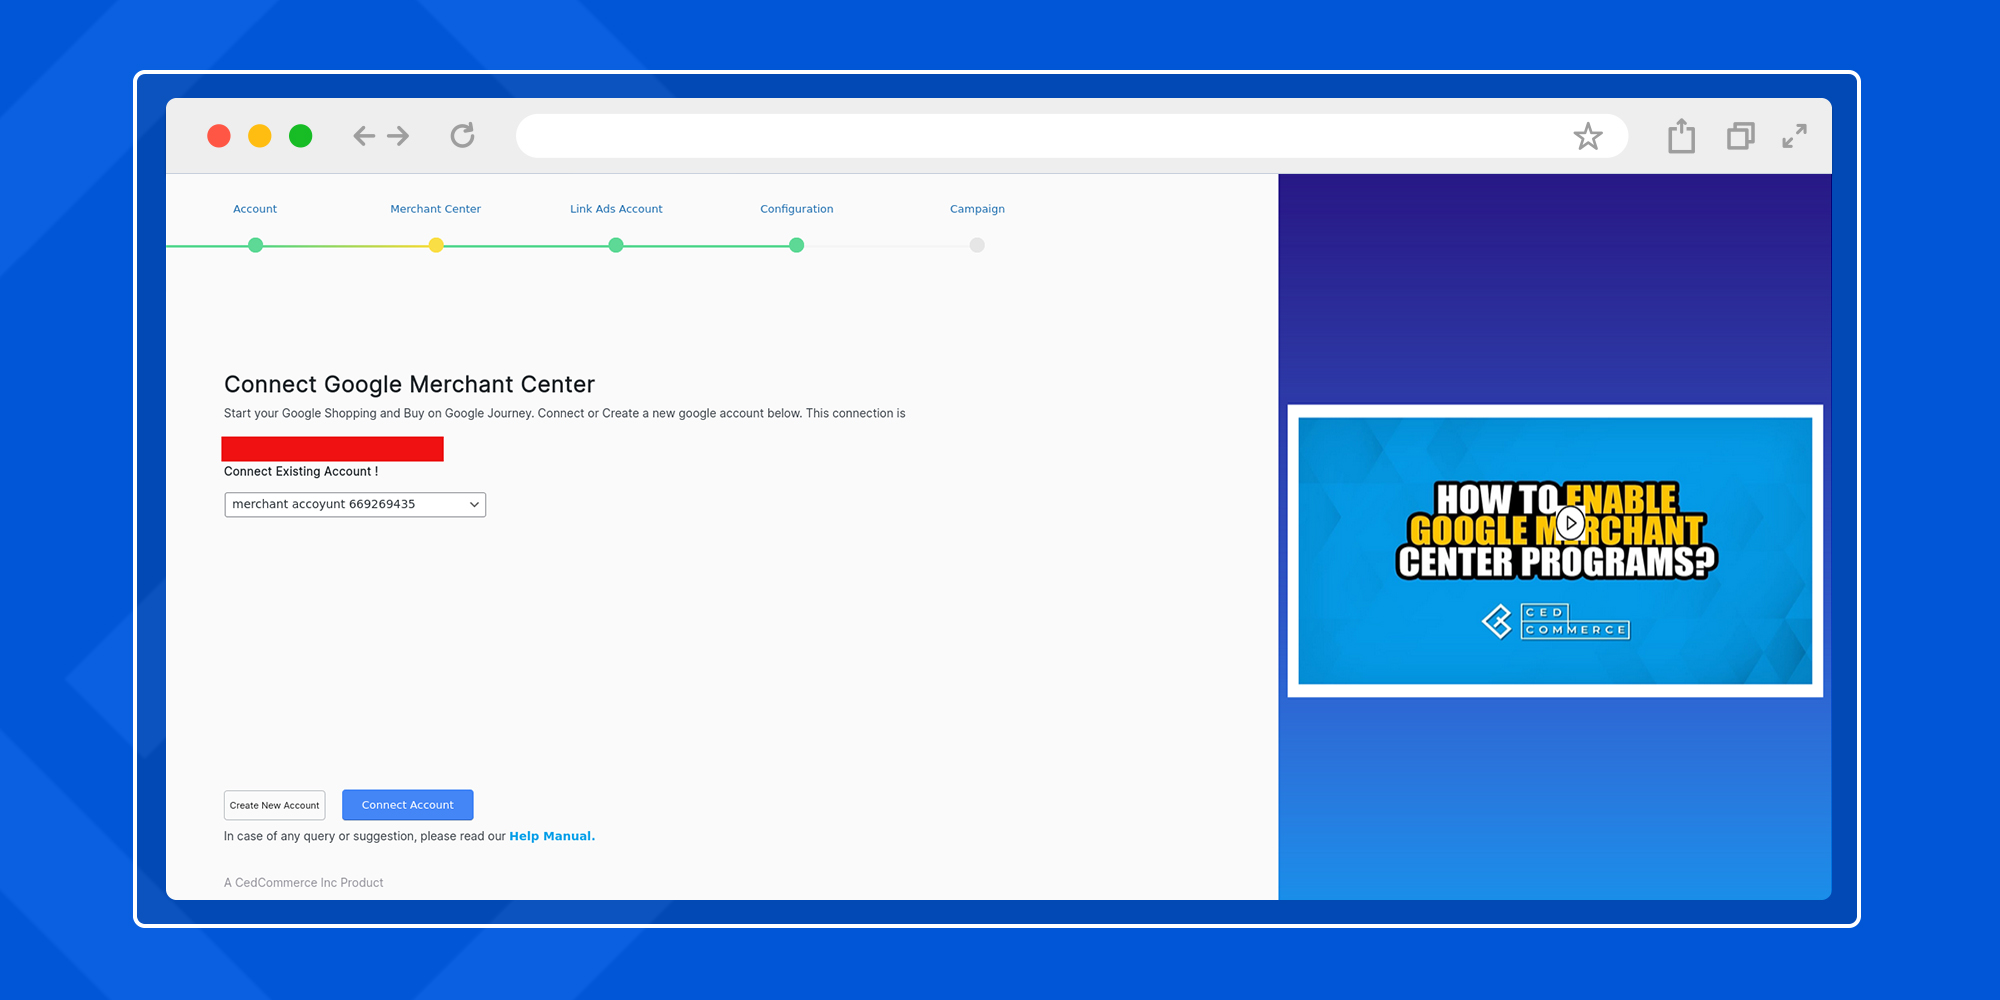 Account
Merchant Center
Link Ads Account
Configuration
Campaign
Connect Google Merchant Center
Start your Google Shopping and Buy on Google Journey. Connect or Create a new google account below. This connection is
Connect Existing Account !
merchant accoyunt 669269435
Create New Account
Connect Account
In case of any query or suggestion, please read our Help Manual.
A CedCommerce Inc Product
HOW TO ENABLE
GOOGLE MERCHANT
CENTER PROGRAMS?
CED
COMMERCE